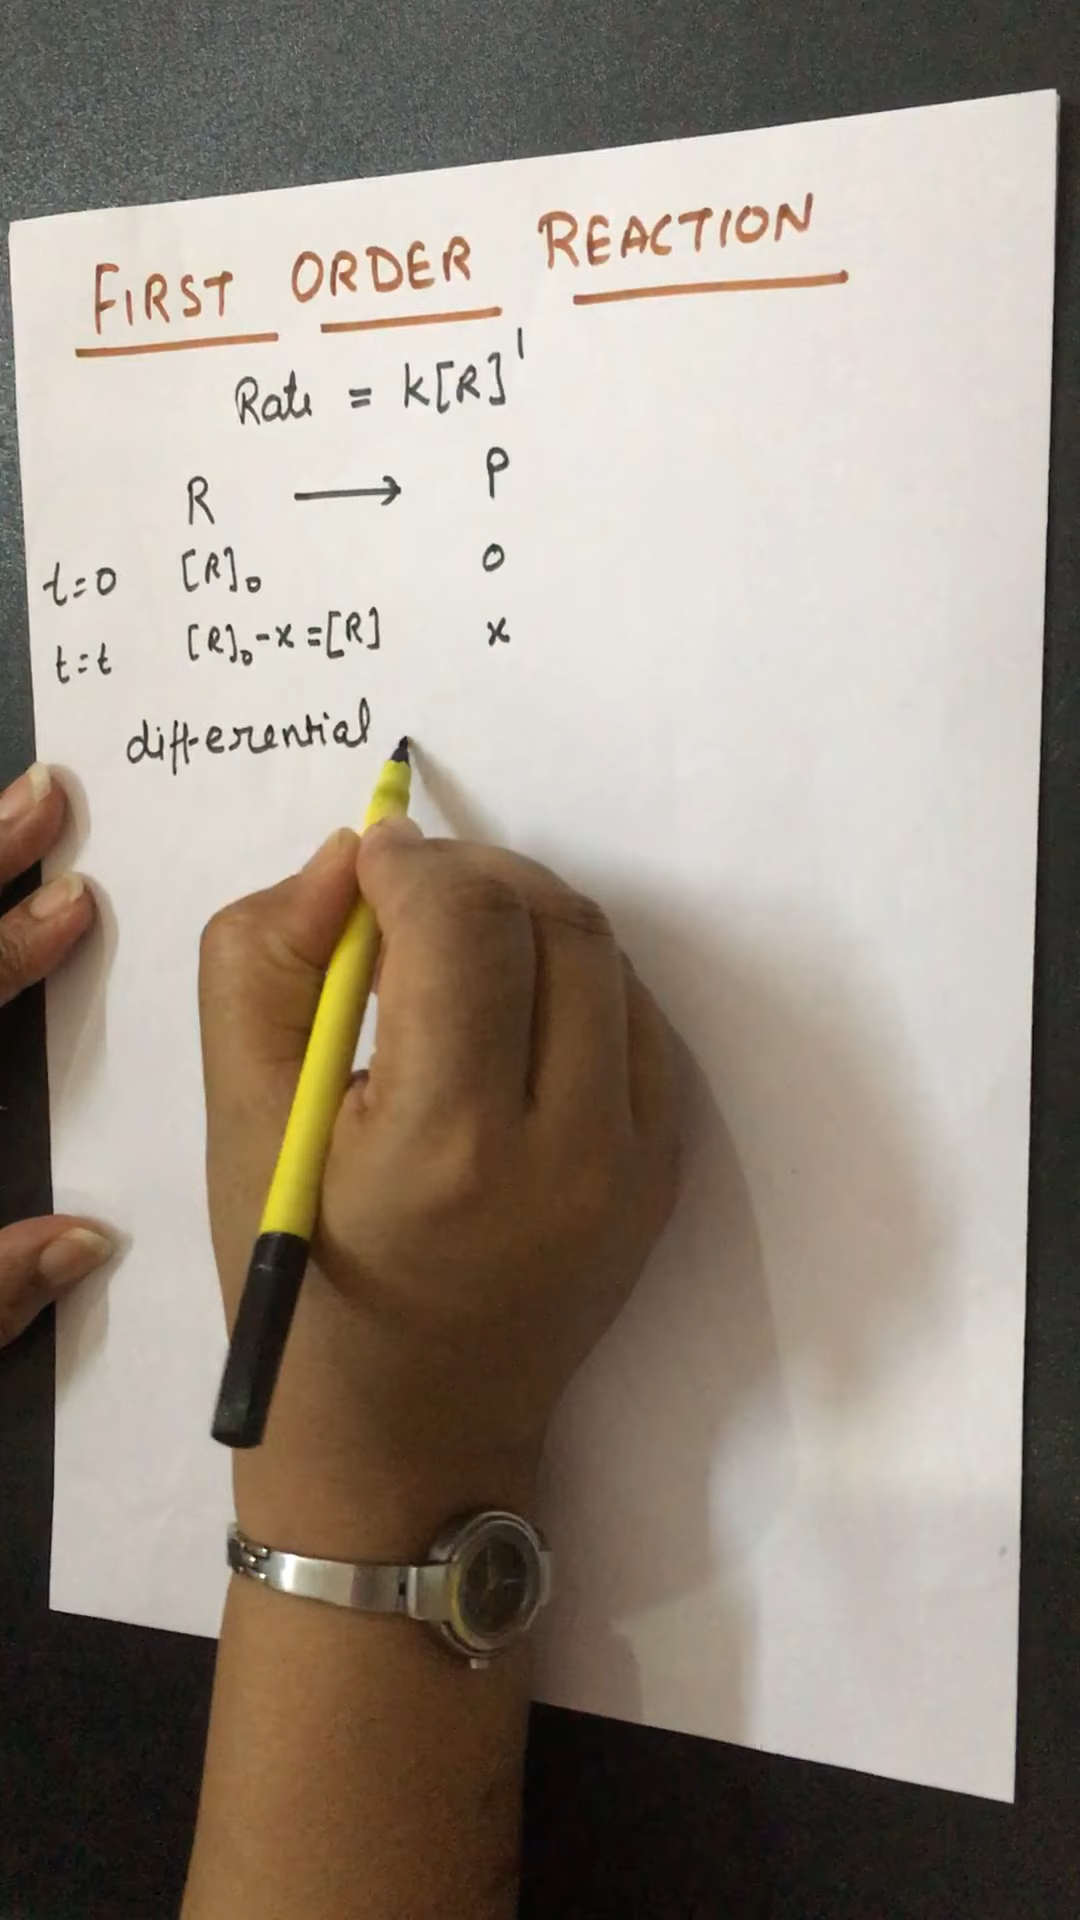 FIRST ORDER REACTION
Rate = k[R]¹
R ⟶ P
t=0 [R]₀ 0
t=t [R]₀-x=[R] x
differential